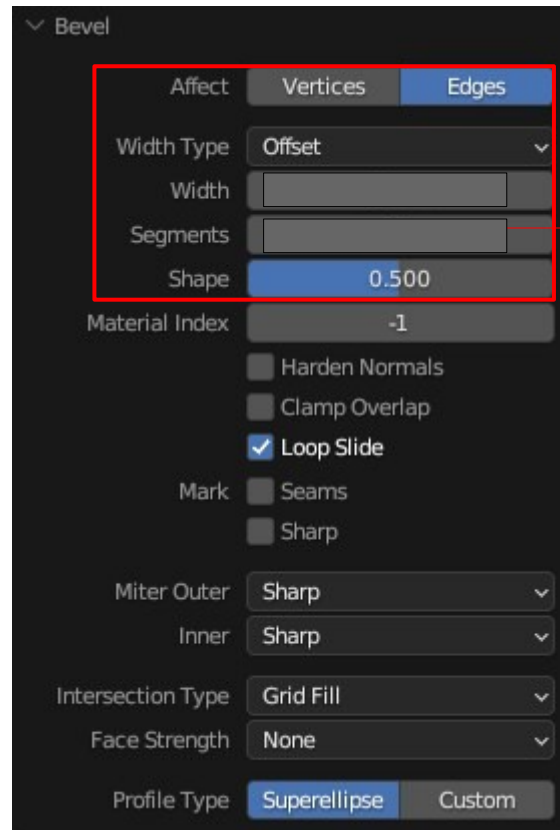 Bevel
Affect Vertices Edges
Width Type Offset
Width
Segments
Shape 0.500
Material Index -1
Harden Normals
Clamp Overlap
Loop Slide
Mark Seams
Sharp
Miter Outer Sharp
Inner Sharp
Intersection Type Grid Fill
Face Strength None
Profile Type Superellipse Custom